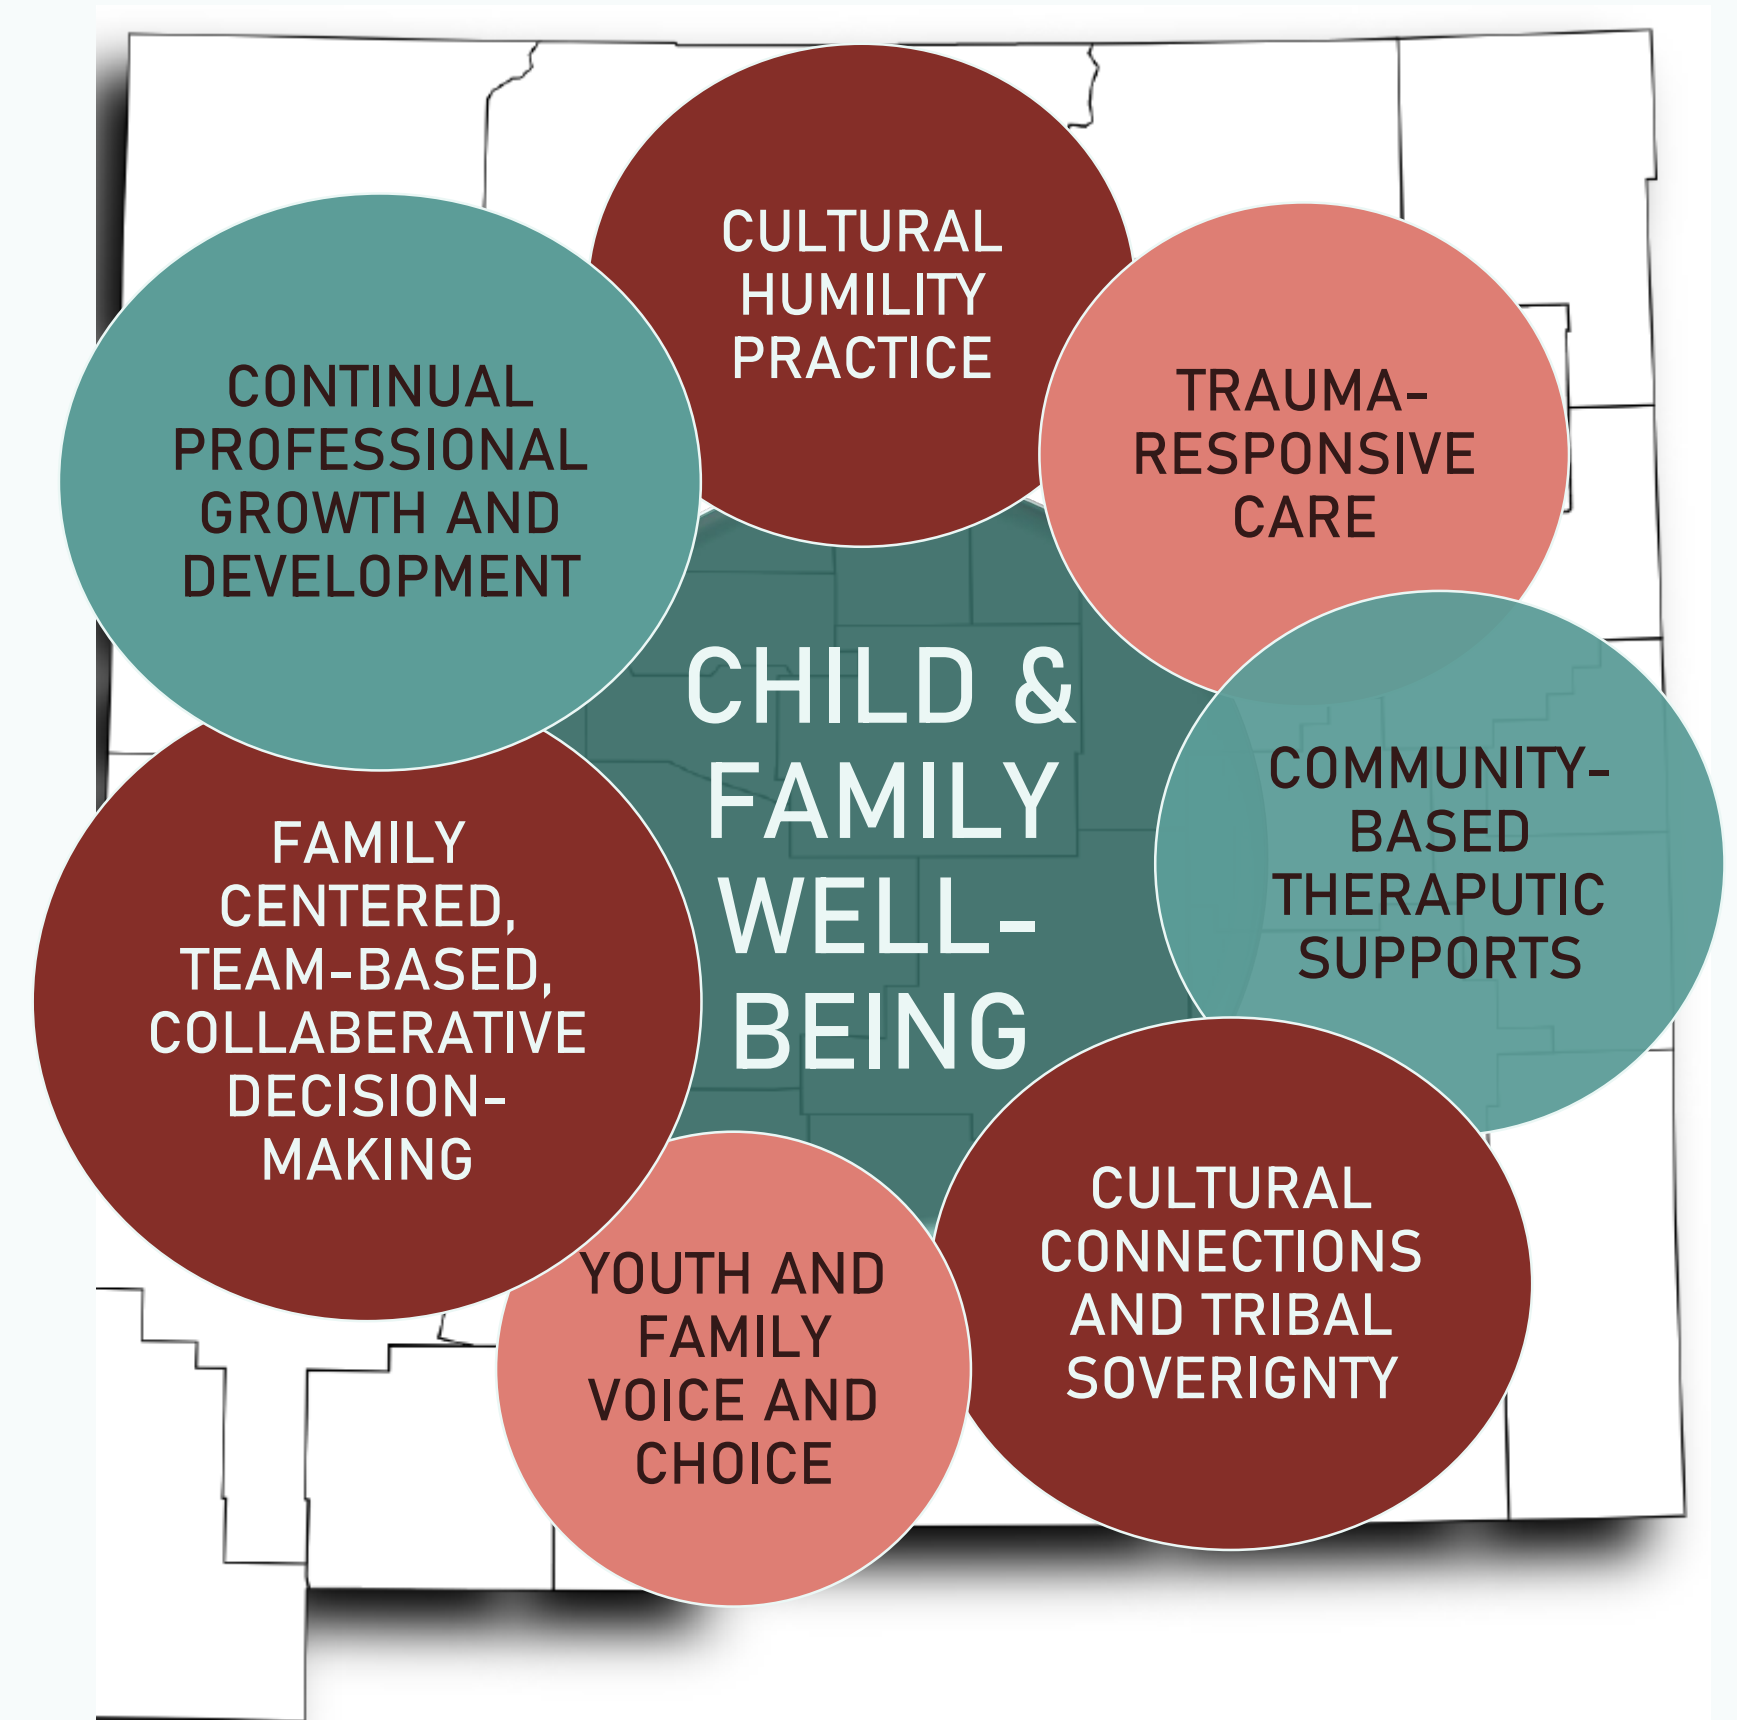 CULTURAL
HUMILITY
PRACTICE
TRAUMA-
RESPONSIVE
CARE
COMMUNITY-
BASED
THERAPUTIC
SUPPORTS
CULTURAL
CONNECTIONS
AND TRIBAL
SOVERIGNTY
YOUTH AND
FAMILY
VOICE AND
CHOICE
FAMILY
CENTERED,
TEAM-BASED,
COLLABERATIVE
DECISION-
MAKING
CONTINUAL
PROFESSIONAL
GROWTH AND
DEVELOPMENT
CHILD &
FAMILY
WELL-
BEING